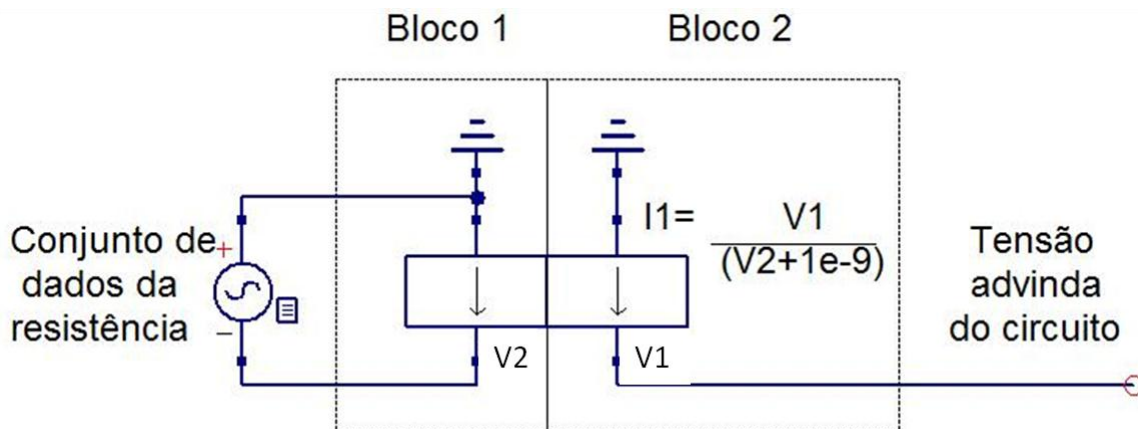 Bloco 1
Bloco 2
Conjunto de
dados da
resistência
+
−
I1=
V1
(V2+1e-9)
V2
V1
Tensão
advinda
do circuito